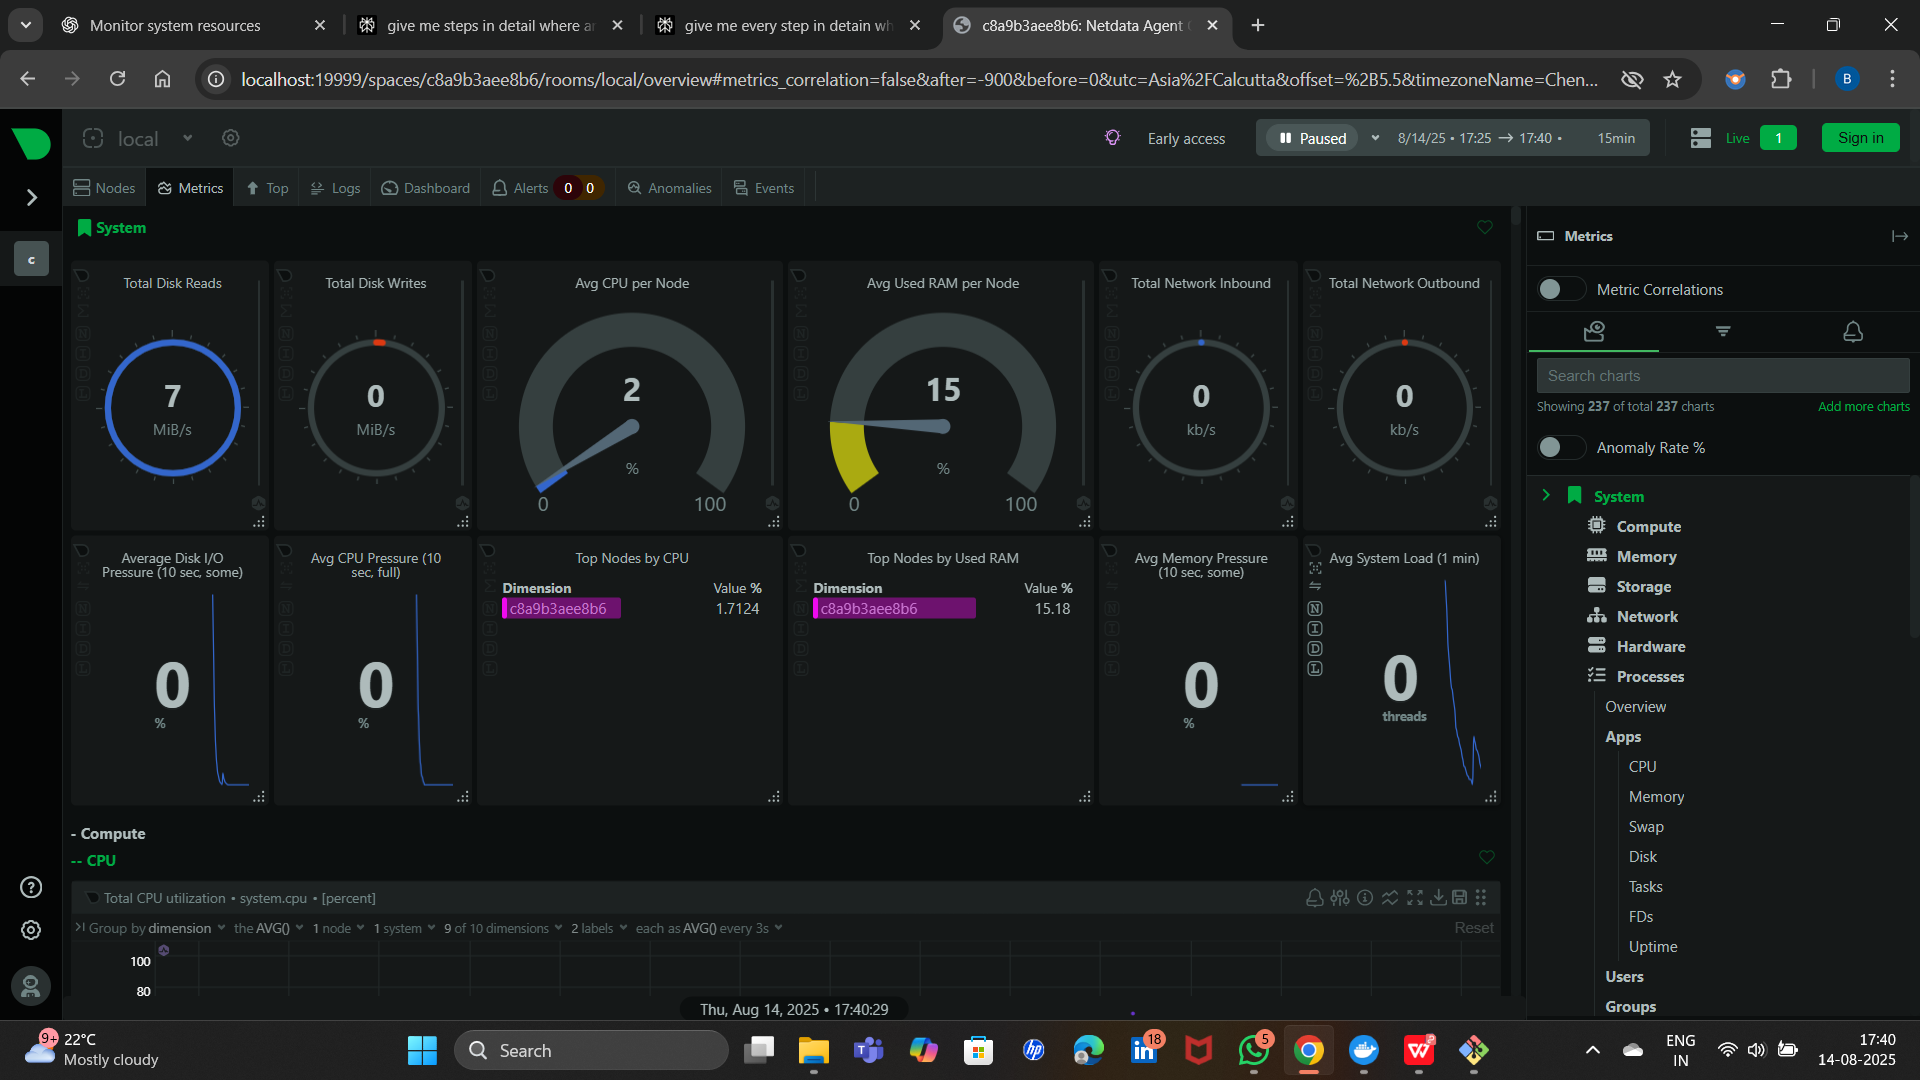 Monitor system resources
give me steps in detail where ar
give me every step in detain wh
c8a9b3aee8b6: Netdata Agent
localhost:19999/spaces/c8a9b3aee8b6/rooms/local/overview#metrics_correlation=false&after=-900&before=0&utc=Asia%2FCalcutta&offset=%2B5.5&timezoneName=Chen...
B
local
Early access
Paused
8/14/25 • 17:25 → 17:40 •
15min
Live
1
Sign in
Nodes
Metrics
Top
Logs
Dashboard
Alerts
0
0
Anomalies
Events
c
System
Total Disk Reads
7
MiB/s
Total Disk Writes
0
MiB/s
Avg CPU per Node
2
%
0
100
Avg Used RAM per Node
15
%
0
100
Total Network Inbound
0
kb/s
Total Network Outbound
0
kb/s
Average Disk I/O
Pressure (10 sec, some)
0
%
Avg CPU Pressure (10
sec, full)
0
%
Top Nodes by CPU
Dimension
Value %
c8a9b3aee8b6
1.7124
Top Nodes by Used RAM
Dimension
Value %
c8a9b3aee8b6
15.18
Avg Memory Pressure
(10 sec, some)
0
%
Avg System Load (1 min)
N
I
D
L
0
threads
- Compute
-- CPU
Total CPU utilization • system.cpu • [percent]
Group by dimension
the AVG()
1 node
1 system
9 of 10 dimensions
2 labels
each as AVG() every 3s
Reset
100
80
Thu, Aug 14, 2025 • 17:40:29
Metrics
Metric Correlations
Search charts
Showing 237 of total 237 charts
Add more charts
Anomaly Rate %
System
Compute
Memory
Storage
Network
Hardware
Processes
Overview
Apps
CPU
Memory
Swap
Disk
Tasks
FDs
Uptime
Users
Groups
9+
22°C
Mostly cloudy
Search
18
5
ENG
IN
17:40
14-08-2025